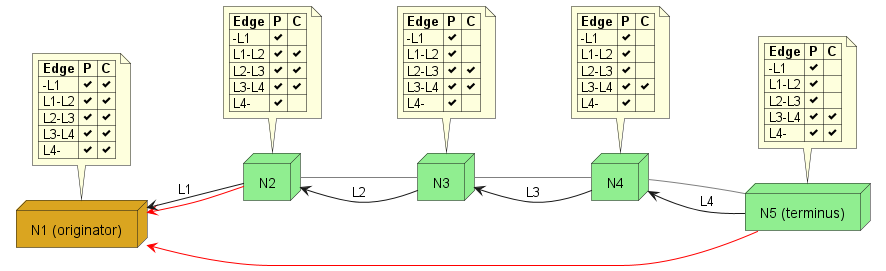 Edge P C
-L1 ✔ ✔
L1-L2 ✔ ✔
L2-L3 ✔ ✔
L3-L4 ✔ ✔
L4- ✔ ✔
Edge P C
-L1 ✔
L1-L2 ✔ ✔
L2-L3 ✔ ✔
L3-L4 ✔ ✔
L4- ✔
Edge P C
-L1 ✔
L1-L2 ✔
L2-L3 ✔ ✔
L3-L4 ✔ ✔
L4- ✔
Edge P C
-L1 ✔
L1-L2 ✔
L2-L3 ✔
L3-L4 ✔ ✔
L4- ✔
Edge P C
-L1 ✔
L1-L2 ✔
L2-L3 ✔
L3-L4 ✔ ✔
L4- ✔ ✔
N1 (originator)
L1
N2
L2
N3
L3
N4
L4
N5 (terminus)